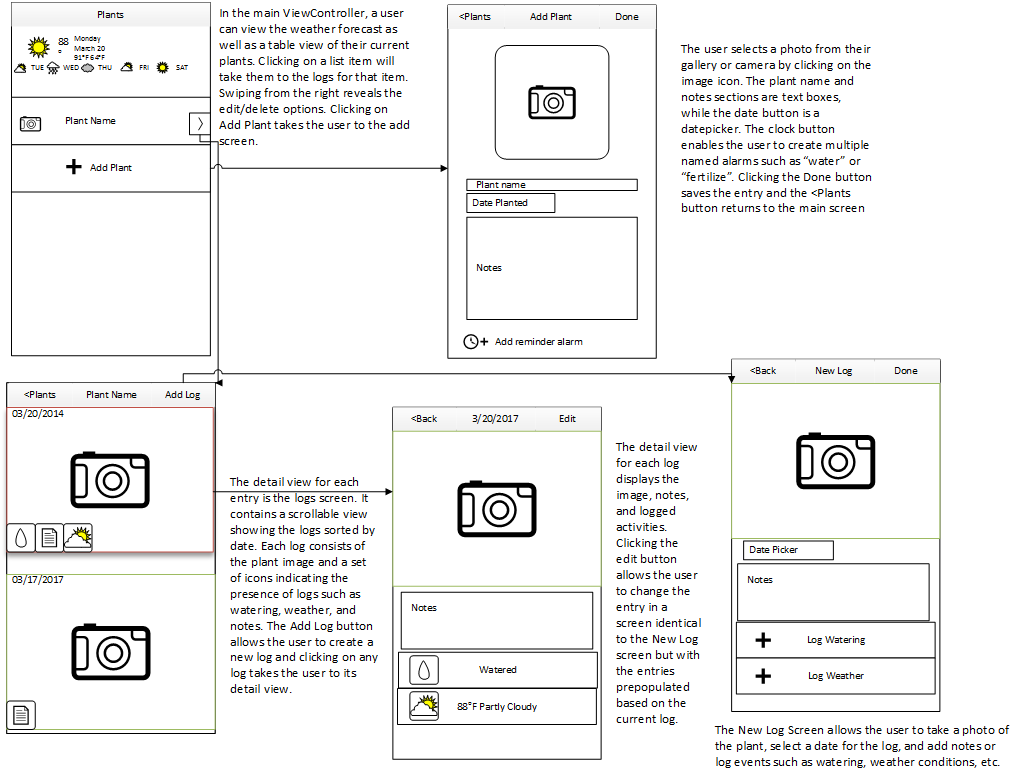 Plants
88
°
Monday
March 20
91°F 64°F
TUE WED THU FRI SAT
Plant Name
Add Plant
In the main ViewController, a user
can view the weather forecast as
well as a table view of their current
plants. Clicking on a list item will
take them to the logs for that item.
Swiping from the right reveals the
edit/delete options. Clicking on
Add Plant takes the user to the add
screen.
<Plants Add Plant Done
Plant name
Date Planted
Notes
Add reminder alarm
The user selects a photo from their
gallery or camera by clicking on the
image icon. The plant name and
notes sections are text boxes,
while the date button is a
datepicker. The clock button
enables the user to create multiple
named alarms such as “water” or
“fertilize”. Clicking the Done button
saves the entry and the <Plants
button returns to the main screen
<Plants Plant Name Add Log
03/20/2014
03/17/2017
The detail view for each
entry is the logs screen. It
contains a scrollable view
showing the logs sorted by
date. Each log consists of
the plant image and a set
of icons indicating the
presence of logs such as
watering, weather, and
notes. The Add Log button
allows the user to create a
new log and clicking on any
log takes the user to its
detail view.
<Back 3/20/2017 Edit
Notes
Watered
88°F Partly Cloudy
The detail view
for each log
displays the
image, notes,
and logged
activities.
Clicking the
edit button
allows the user
to change the
entry in a
screen identical
to the New Log
screen but with
the entries
prepopulated
based on the
current log.
<Back New Log Done
Date Picker
Notes
Log Watering
Log Weather
The New Log Screen allows the user to take a photo of
the plant, select a date for the log, and add notes or
log events such as watering, weather conditions, etc.